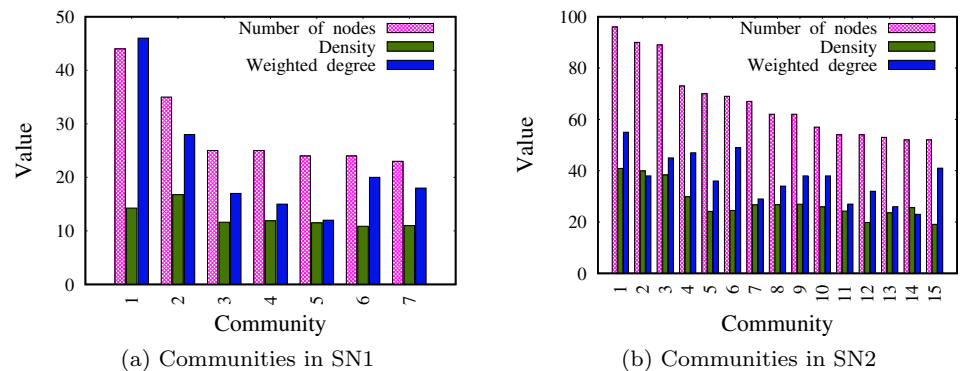 50
40
30
20
10
0
Value
Number of nodes
Density
Weighted degree
1 2 3 4 5 6 7
Community
(a) Communities in SN1
100
80
60
40
20
0
Value
Number of nodes
Density
Weighted degree
1 2 3 4 5 6 7 8 9 10 11 12 13 14 15
Community
(b) Communities in SN2